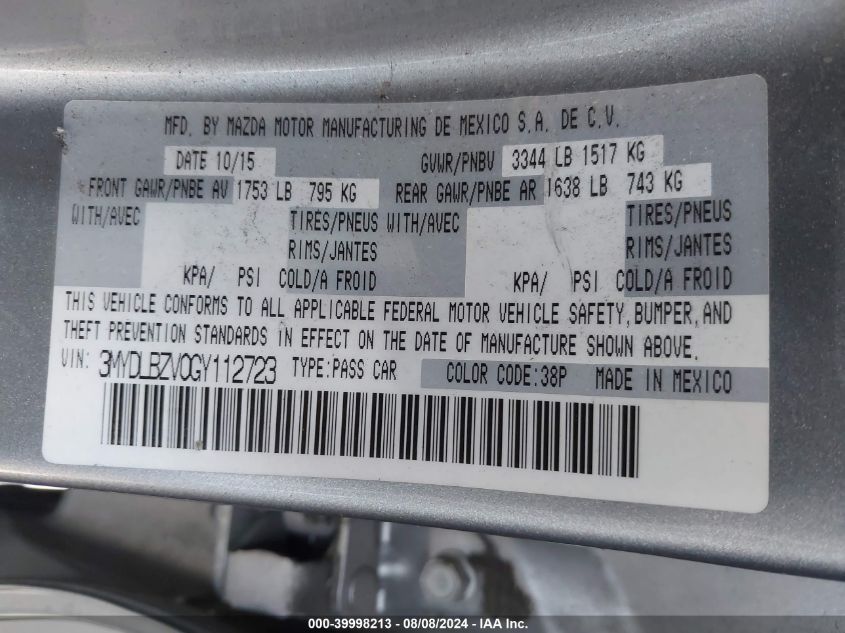 MFD. BY MAZDA MOTOR MANUFACTURING DE MEXICO S.A. DE C.V.
DATE 10/15 GVWR/PNBV 3344 LB 1517 KG
FRONT GAWR/PNBE AV 1753 LB 795 KG REAR GAWR/PNBE AR 1638 LB 743 KG
WITH/AVEC TIRES/PNEUS WITH/AVEC TIRES/PNEUS
RIMS/JANTES RIMS/JANTES
KPA/ PSI COLD/A FROID KPA/ PSI COLD/A FROID
THIS VEHICLE CONFORMS TO ALL APPLICABLE FEDERAL MOTOR VEHICLE SAFETY, BUMPER, AND
THEFT PREVENTION STANDARDS IN EFFECT ON THE DATE OF MANUFACTURE SHOWN ABOVE.
VIN: 3MYDLBZV0GY112723 TYPE:PASS CAR COLOR CODE:38P MADE IN MEXICO
000-39998213 - 08/08/2024 - IAA Inc.